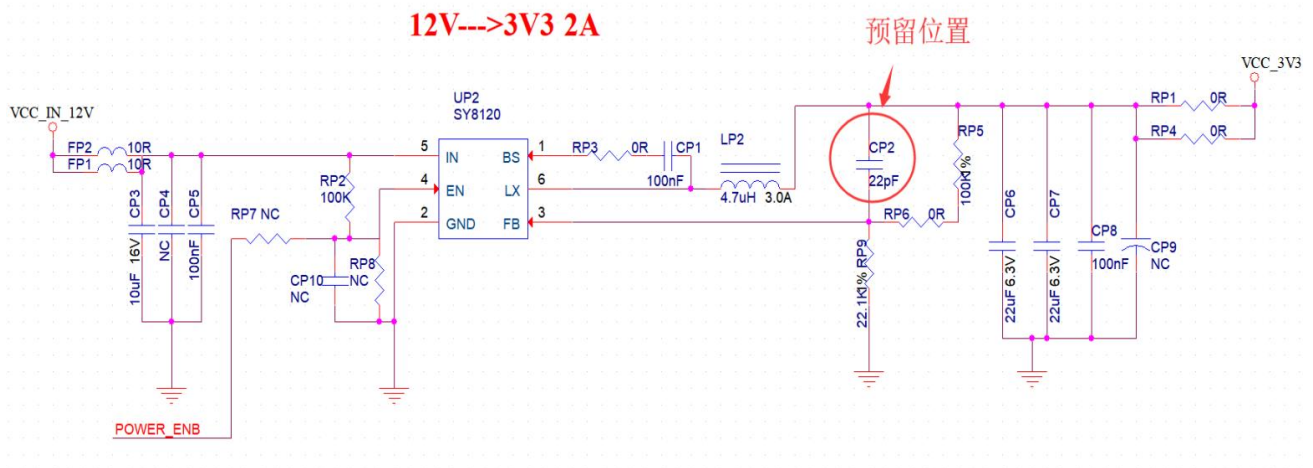 12V--->3V3 2A
预留位置
VCC_3V3
VCC_IN_12V
UP2
SY8120
FP2 10R
FP1 10R
5 IN
BS 1
4 EN
LX 6
2 GND
FB 3
RP3 0R
CP1
100nF
LP2
4.7uH 3.0A
CP2
22pF
RP5
100K1%
RP1 0R
RP4 0R
RP2
100K
RP7 NC
CP3
10uF 16V
CP4
NC
CP5
100nF
CP10
NC
RP8
NC
RP6 0R
RP9
22.1K1%
CP6
22uF 6.3V
CP7
22uF 6.3V
CP8
100nF
CP9
NC
POWER_ENB